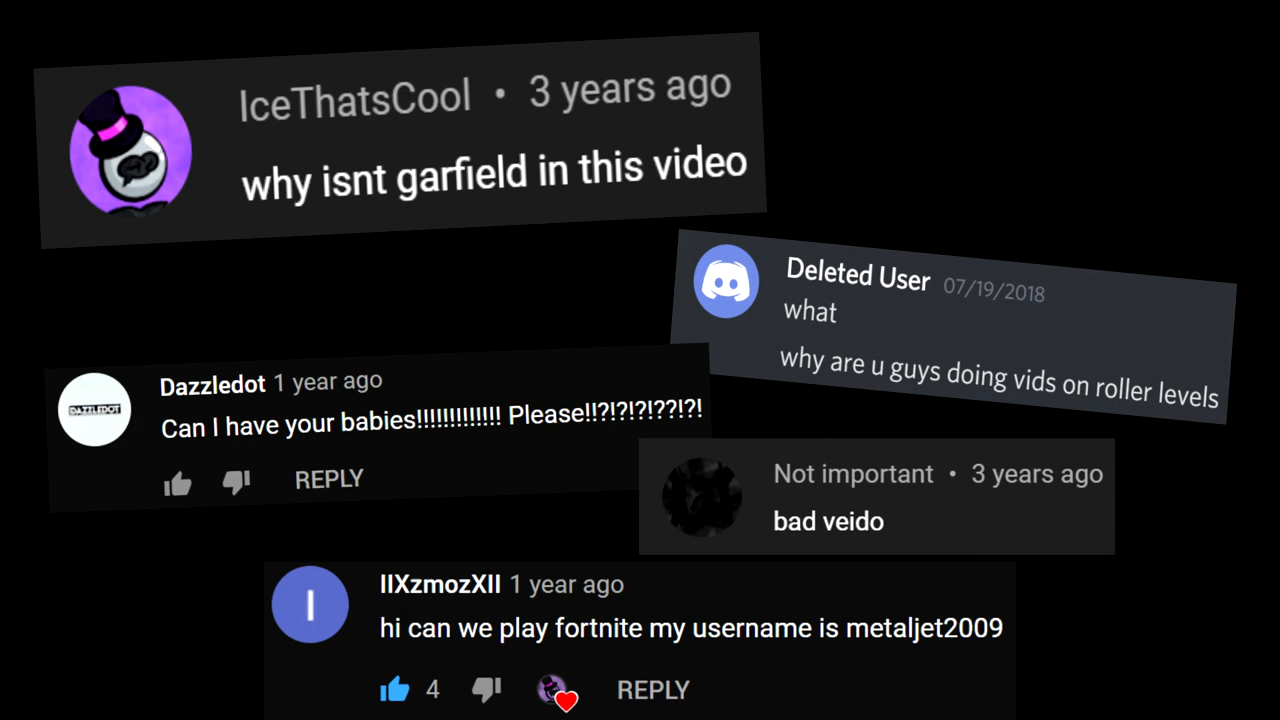 IceThatsCool • 3 years ago
why isnt garfield in this video
Deleted User 07/19/2018
what
why are u guys doing vids on roller levels
DAZZLEDOT
Dazzledot 1 year ago
Can I have your babies!!!!!!!!!!!!! Please!!?!?!?!??!?!
REPLY
Not important • 3 years ago
bad veido
I
IIXzmozXII 1 year ago
hi can we play fortnite my username is metaljet2009
4 REPLY